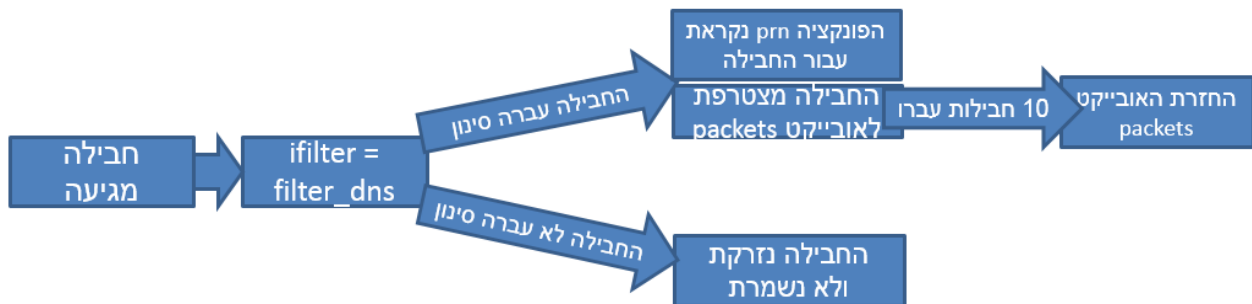 חבילה
מגיעה
ifilter =
filter_dns
החבילה עברה סינון
הפונקציה prn נקראת
עבור החבילה
החבילה מצטרפת
לאובייקט packets
10 חבילות עברו
החזרת האובייקט
packets
החבילה לא עברה סינון
החבילה נזרקת
ולא נשמרת